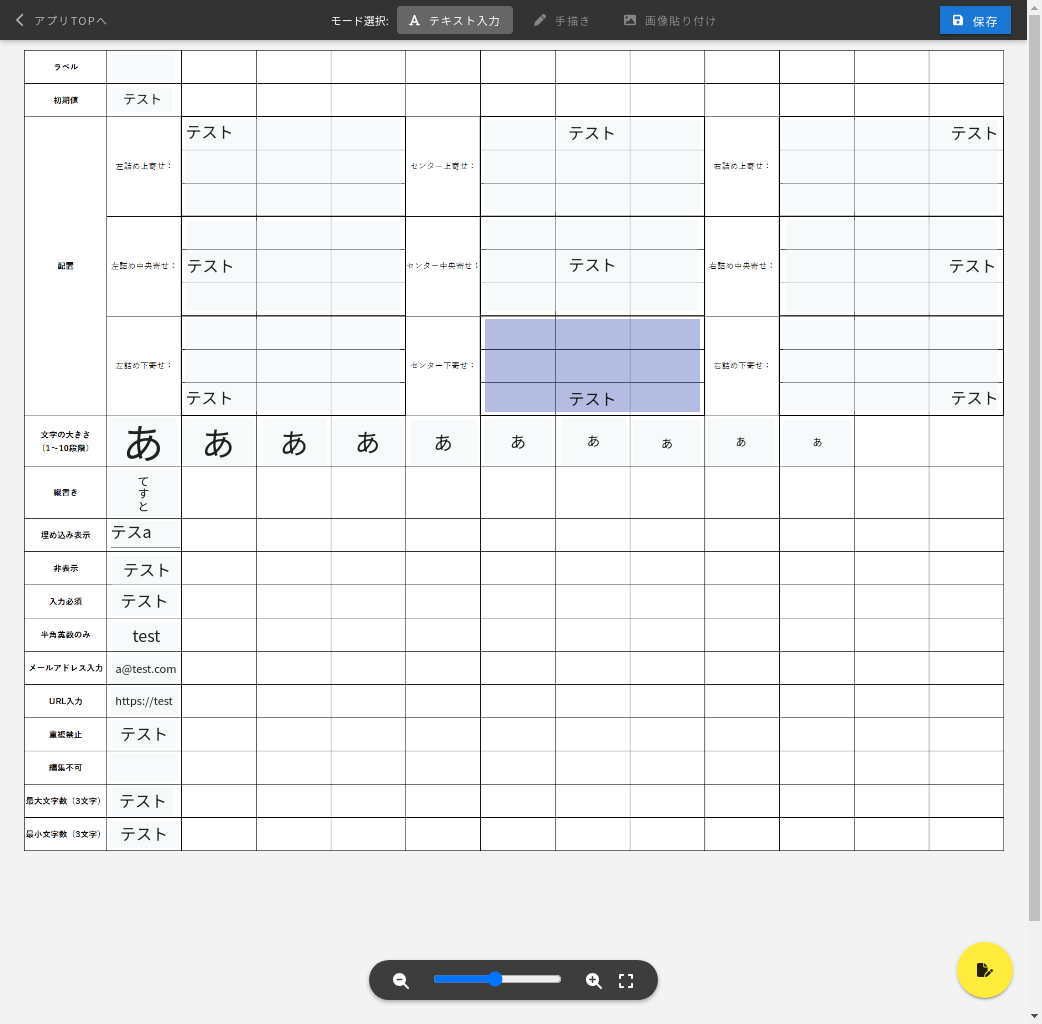 アプリTOPへ
モード選択: テキスト入力 手描き 画像貼り付け
保存
ラベル
初期値 テスト
配置
左詰め上寄せ： テスト センター上寄せ： テスト 右詰め上寄せ： テスト
左詰め中央寄せ： テスト センター中央寄せ： テスト 右詰め中央寄せ： テスト
左詰め下寄せ： テスト センター下寄せ： テスト 右詰め下寄せ： テスト
文字の大きさ
（1～10段階）
あ あ あ あ あ あ あ あ あ あ
縦書き てすと
埋め込み表示 テスa
非表示 テスト
入力必須 テスト
半角英数のみ test
メールアドレス入力 a@test.com
URL入力 https://test
重複禁止 テスト
編集不可
最大文字数（3文字） テスト
最小文字数（3文字） テスト